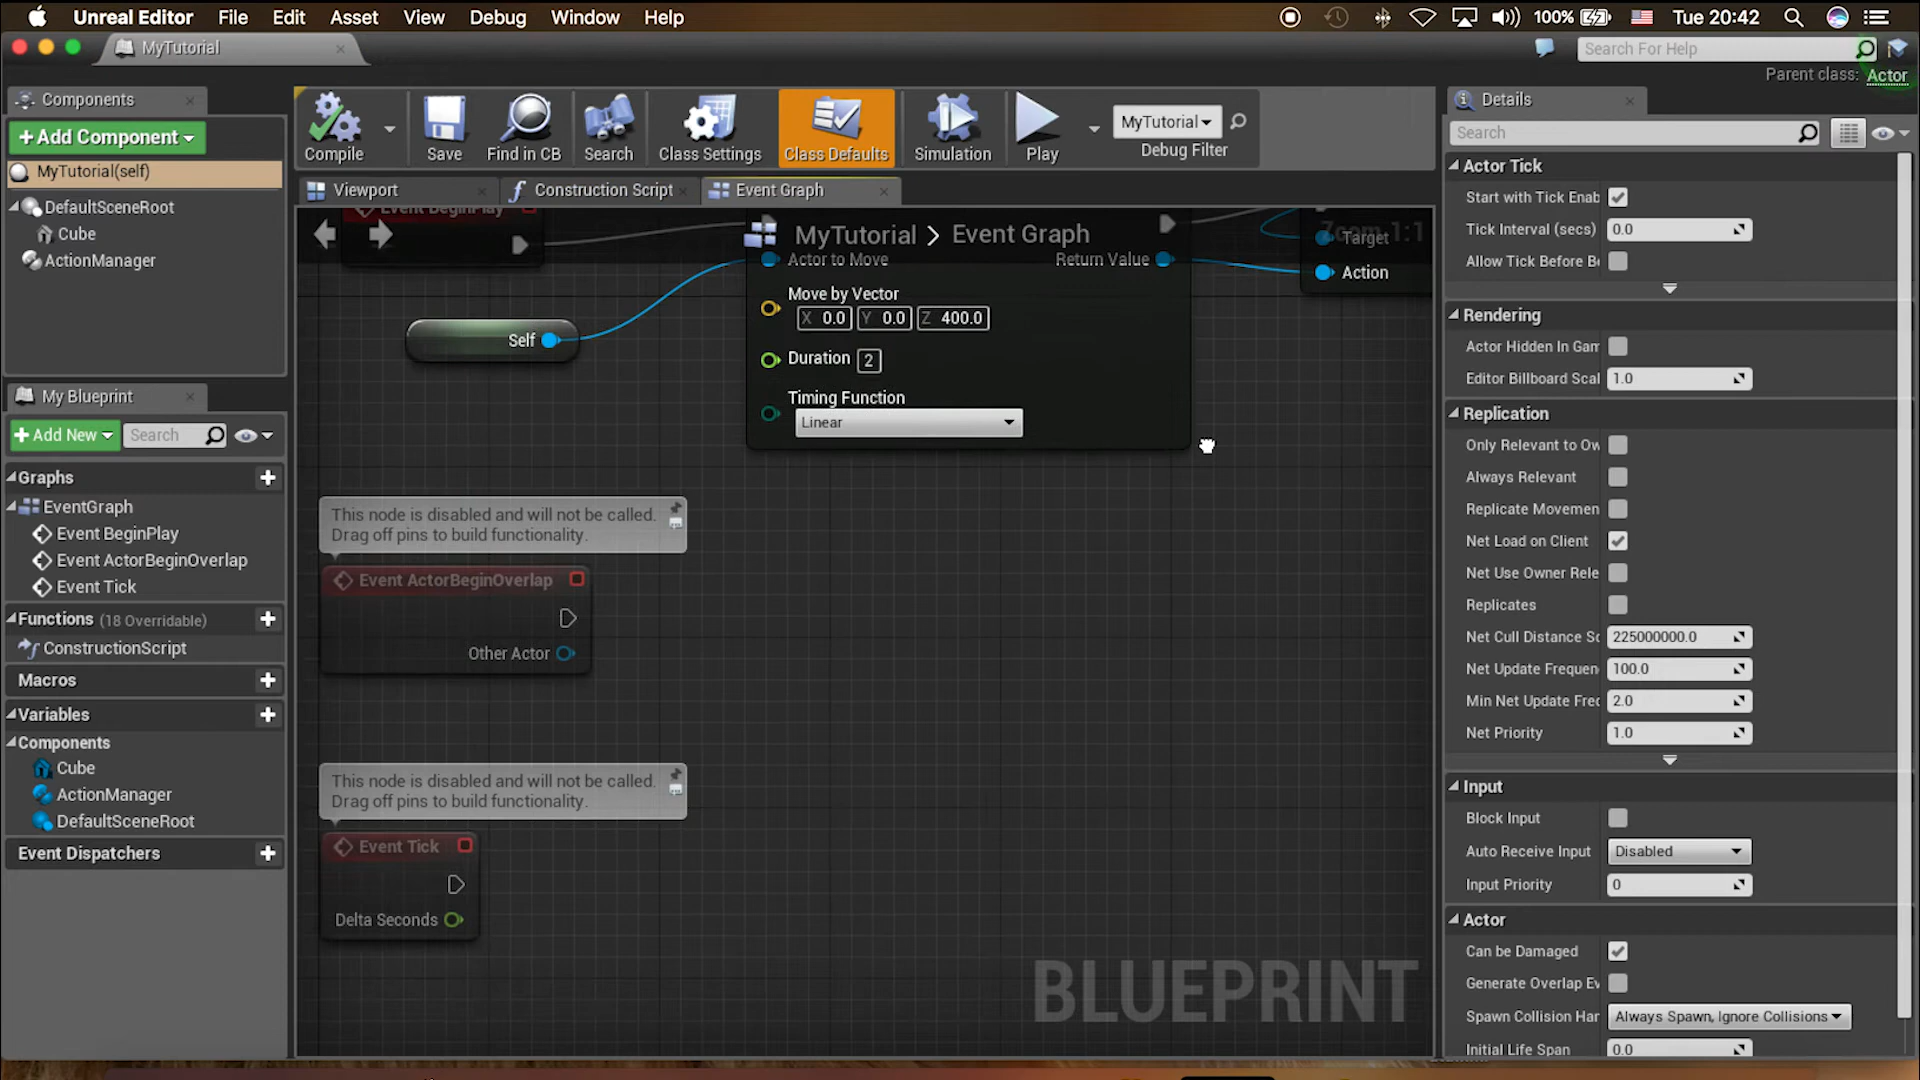 Unreal Editor File Edit Asset View Debug Window Help 100% Tue 20:42
MyTutorial
Search For Help
Parent class: Actor
Components
+ Add Component
MyTutorial(self)
DefaultSceneRoot
Cube
ActionManager
My Blueprint
+ Add New Search
Graphs
EventGraph
Event BeginPlay
Event ActorBeginOverlap
Event Tick
Functions (18 Overridable)
ConstructionScript
Macros
Variables
Components
Cube
ActionManager
DefaultSceneRoot
Event Dispatchers
Compile Save Find in CB Search Class Settings Class Defaults Simulation Play
MyTutorial
Debug Filter
Viewport Construction Script Event Graph
Event BeginPlay
MyTutorial > Event Graph
Zoom 1:1
Actor to Move Return Value
Target
Action
Move by Vector
X 0.0 Y 0.0 Z 400.0
Self
Duration 2
Timing Function
Linear
This node is disabled and will not be called.
Drag off pins to build functionality.
Event ActorBeginOverlap
Other Actor
This node is disabled and will not be called.
Drag off pins to build functionality.
Event Tick
Delta Seconds
BLUEPRINT
Details
Search
Actor Tick
Start with Tick Enab
Tick Interval (secs) 0.0
Allow Tick Before Be
Rendering
Actor Hidden In Gam
Editor Billboard Scal 1.0
Replication
Only Relevant to Ow
Always Relevant
Replicate Movemen
Net Load on Client
Net Use Owner Rele
Replicates
Net Cull Distance Sq 225000000.0
Net Update Frequen 100.0
Min Net Update Freq 2.0
Net Priority 1.0
Input
Block Input
Auto Receive Input Disabled
Input Priority 0
Actor
Can be Damaged
Generate Overlap Ev
Spawn Collision Han Always Spawn, Ignore Collisions
Initial Life Span 0.0